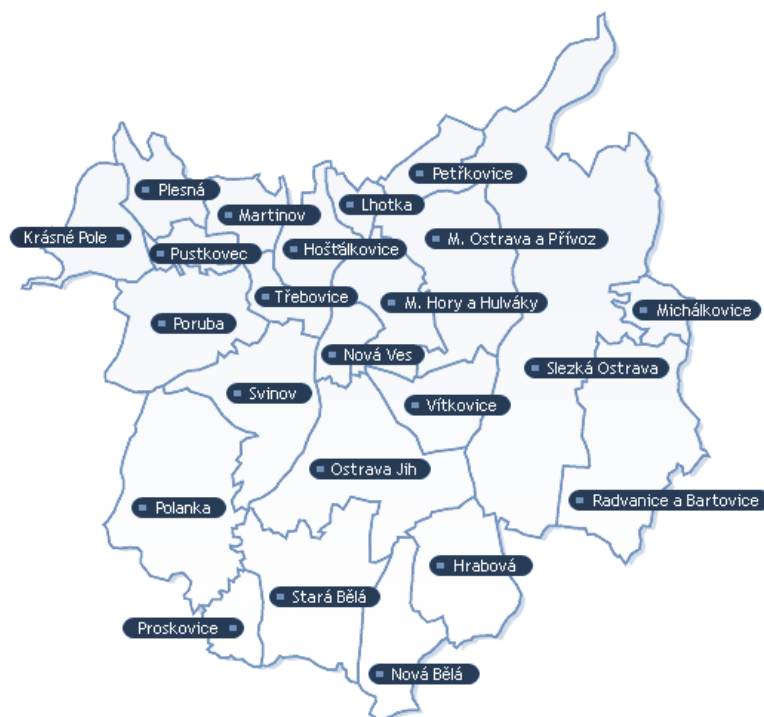 Petřkovice
Plesná
Lhotka
Martinov
Krásné Pole
M. Ostrava a Přívoz
Hošťálkovice
Pustkovec
Třebovice
M. Hory a Hulváky
Michálkovice
Poruba
Nová Ves
Slezká Ostrava
Svinov
Vítkovice
Ostrava Jih
Radvanice a Bartovice
Polanka
Hrabová
Stará Bělá
Proskovice
Nová Bělá